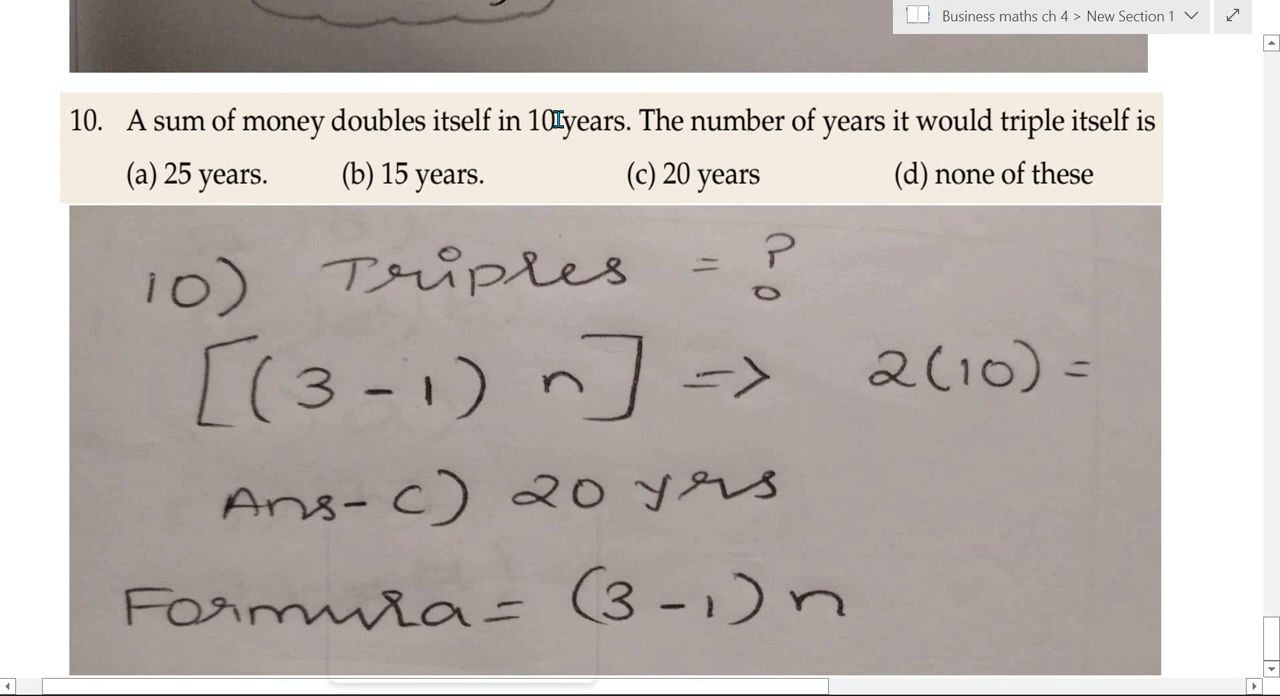 Business maths ch 4 > New Section 1
10. A sum of money doubles itself in 10 years. The number of years it would triple itself is
(a) 25 years. (b) 15 years. (c) 20 years (d) none of these
10) Triples = ?
[(3-1) n] => 2(10) =
Ans- C) 20 yrs
Formula = (3-1) n